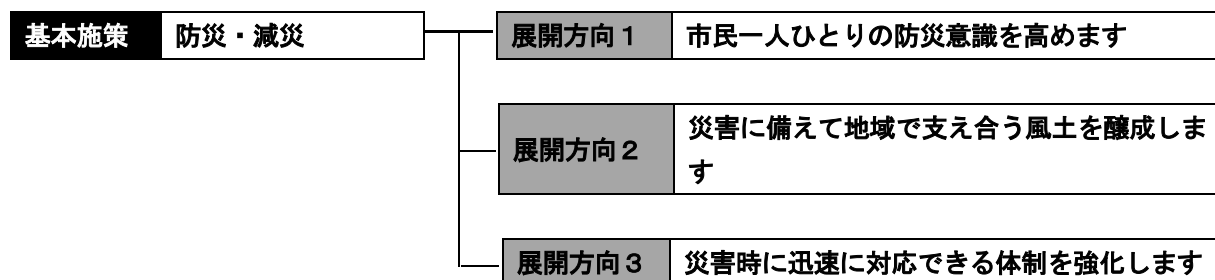 基本施策 防災・減災
展開方向１ 市民一人ひとりの防災意識を高めます
展開方向２ 災害に備えて地域で支え合う風土を醸成しま
す
展開方向３ 災害時に迅速に対応できる体制を強化します